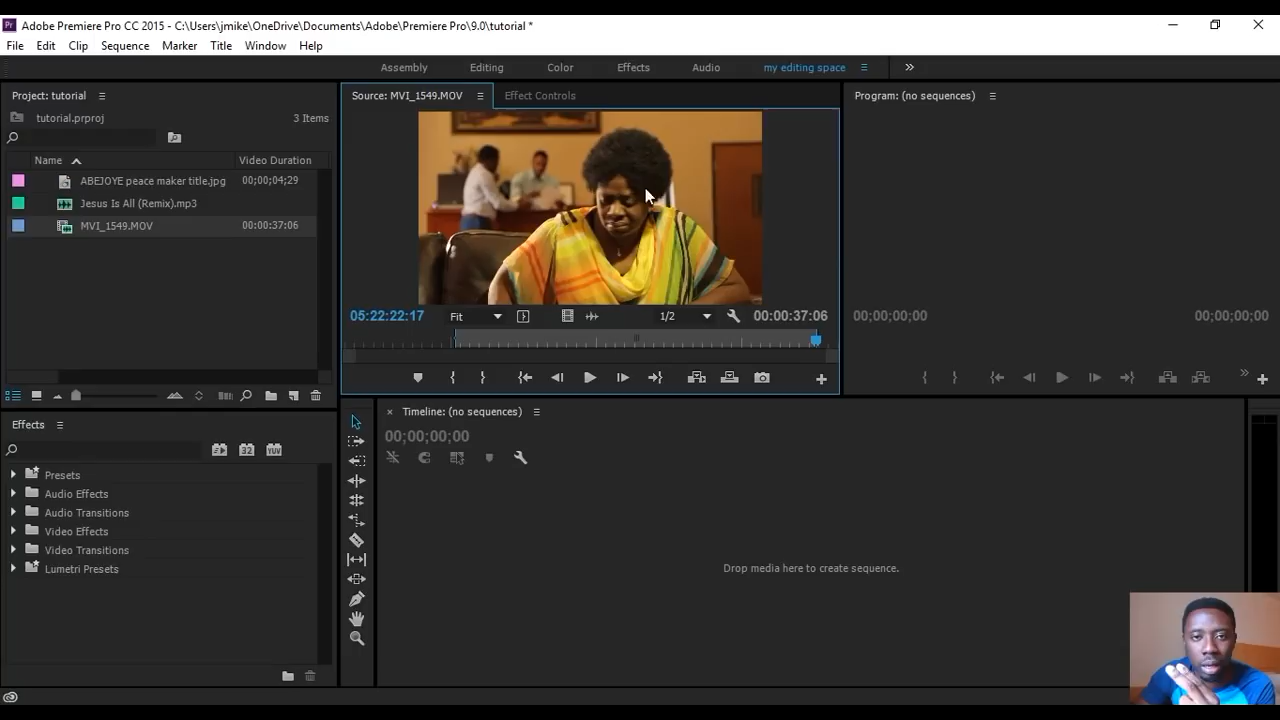 Adobe Premiere Pro CC 2015 - C:\Users\jmike\OneDrive\Documents\Adobe\Premiere Pro\9.0\tutorial *
File Edit Clip Sequence Marker Title Window Help
Assembly Editing Color Effects Audio my editing space
Project: tutorial
tutorial.prproj 3 Items
Name Video Duration
ABEJOYE peace maker title.jpg 00;00;04;29
Jesus Is All (Remix).mp3
MVI_1549.MOV 00:00:37:06
Source: MVI_1549.MOV Effect Controls
05:22:22:17 Fit 1/2 00:00:37:06
Program: (no sequences)
00;00;00;00 00;00;00;00
Effects
32 YUV
Presets
Audio Effects
Audio Transitions
Video Effects
Video Transitions
Lumetri Presets
Timeline: (no sequences)
00;00;00;00
Drop media here to create sequence.